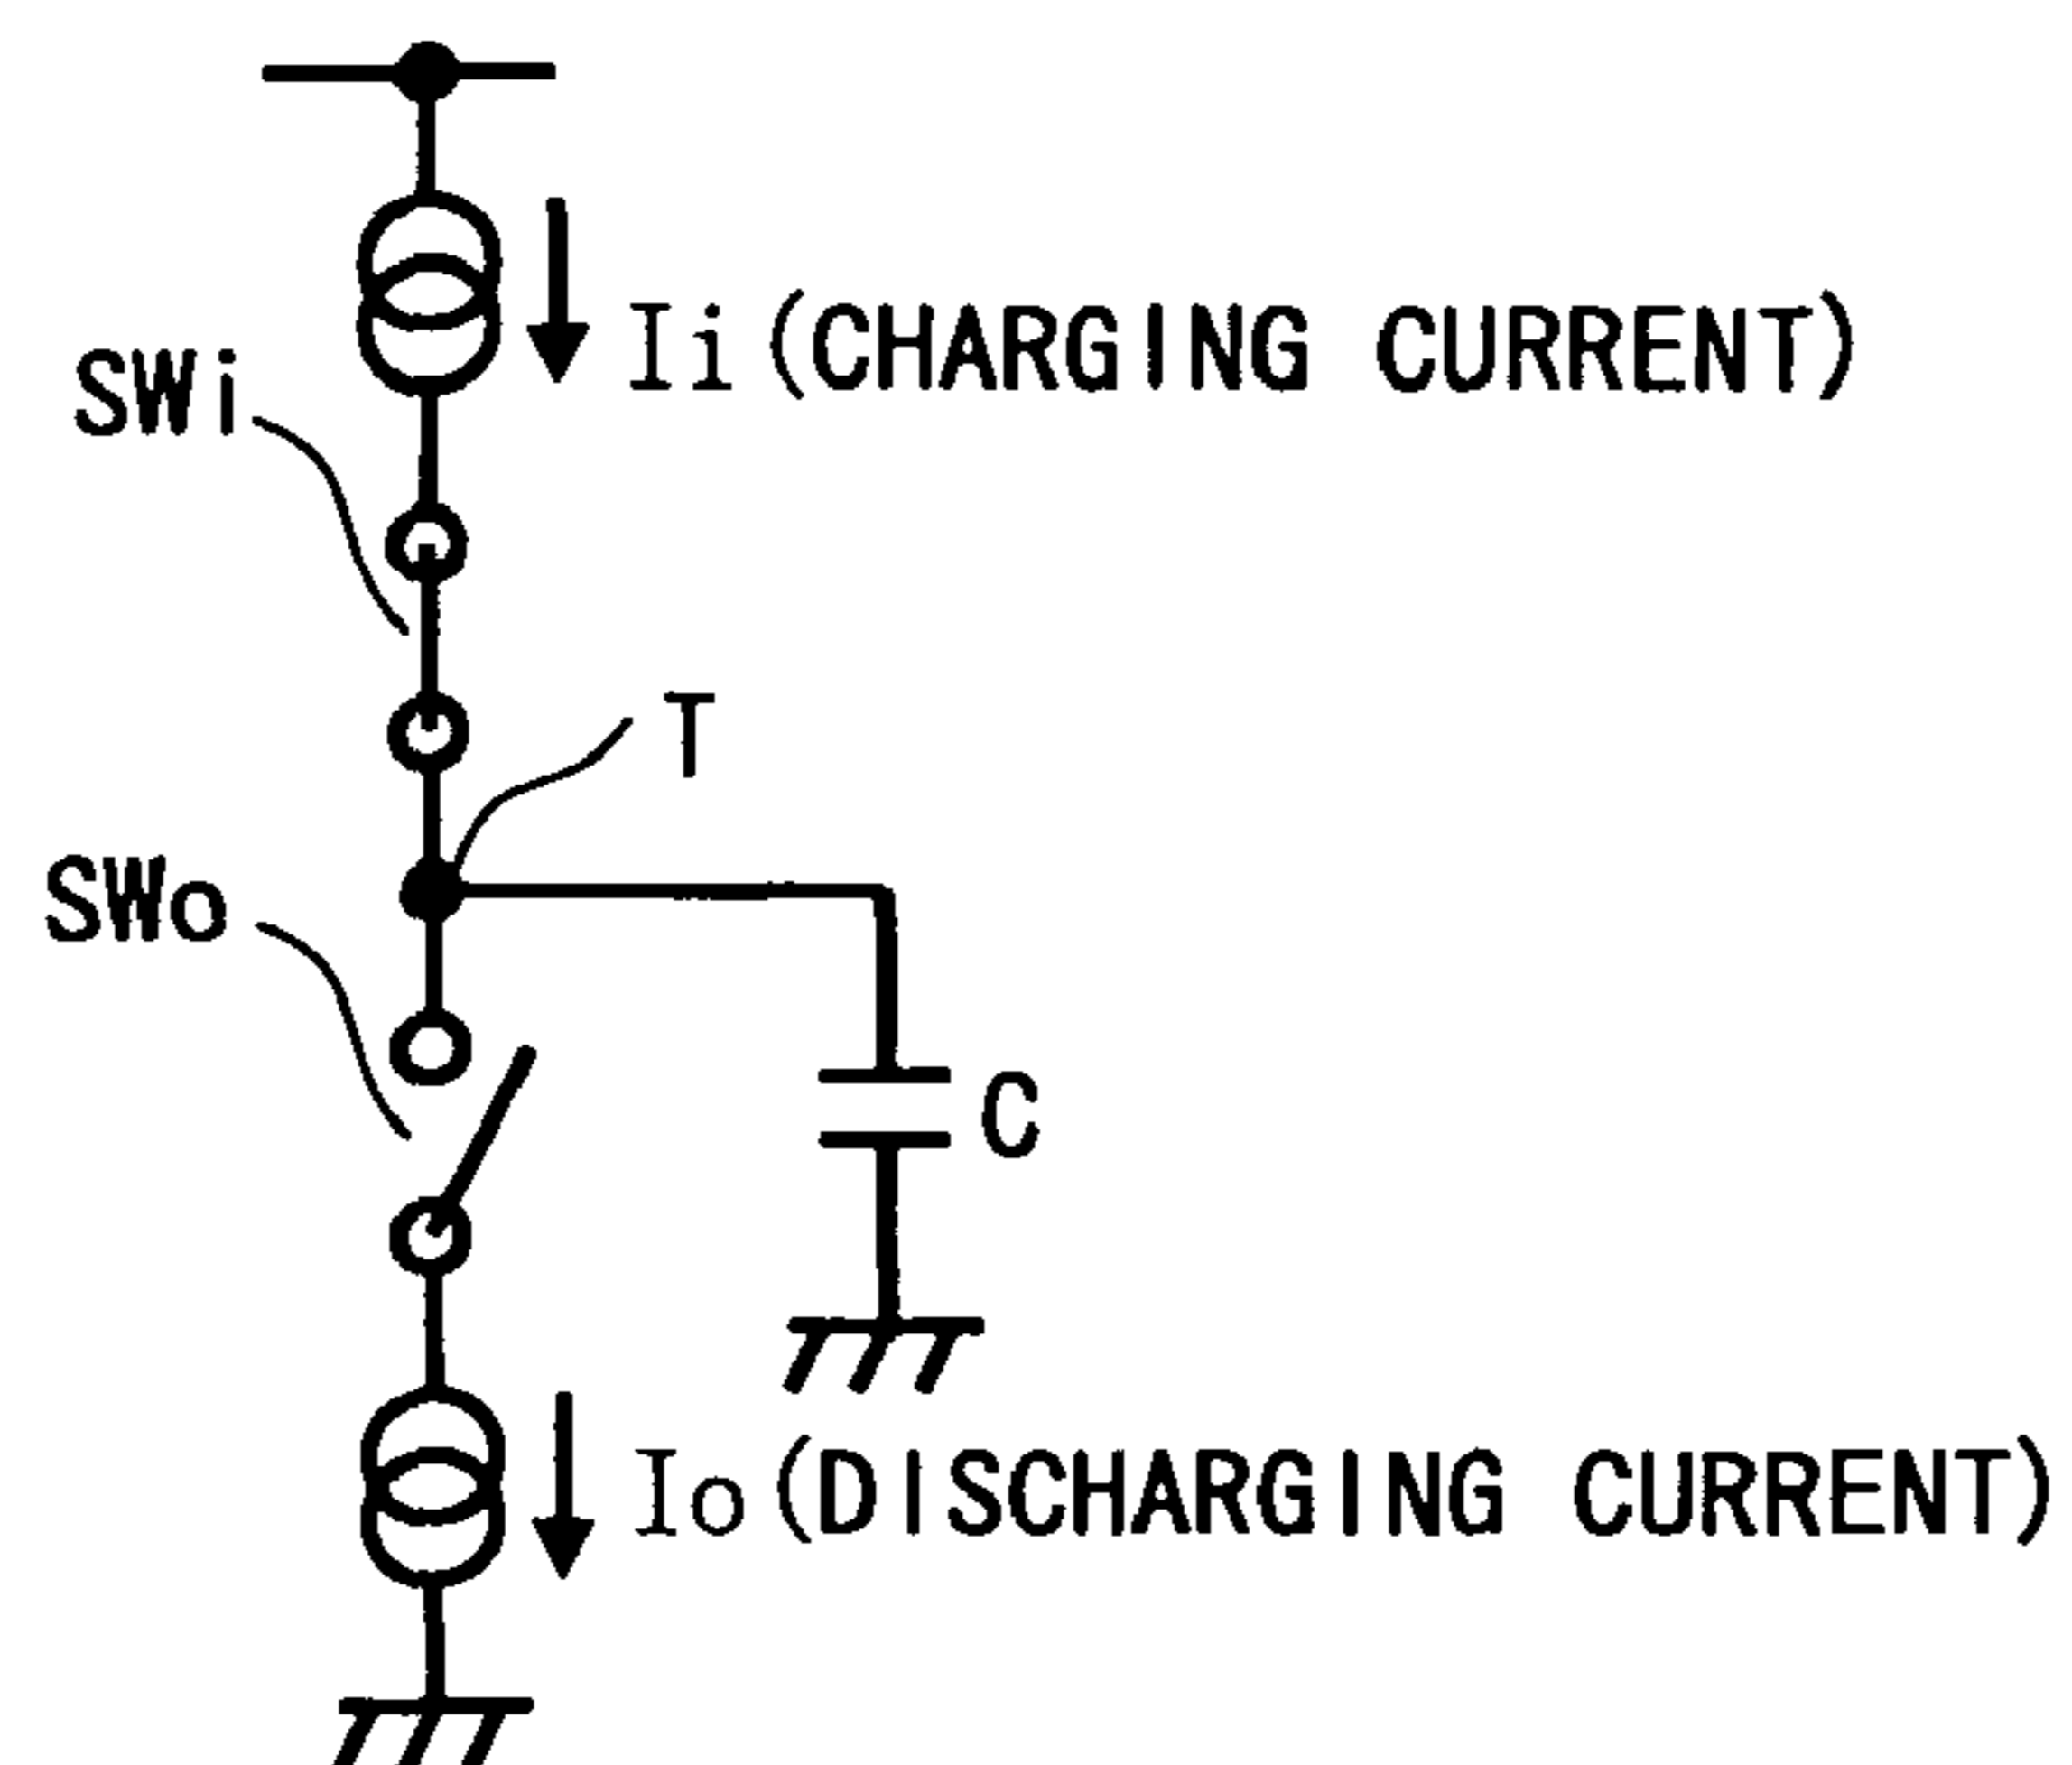 Ii(CHARGING CURRENT)
SWi
T
SWo
C
Io(DISCHARGING CURRENT)